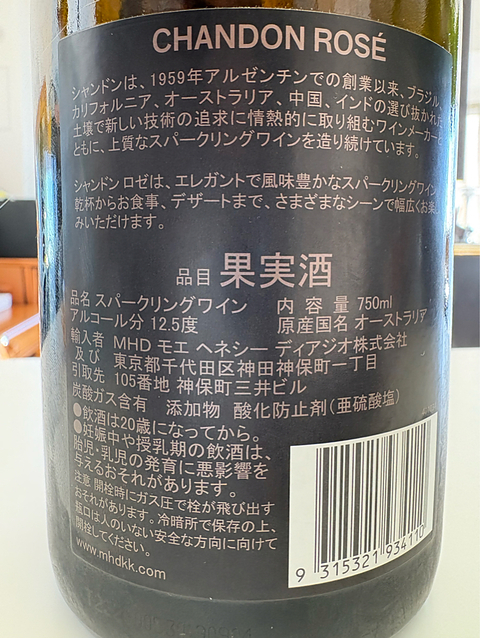 CHANDON ROSÉ
シャンドンは、1959年アルゼンチンでの創業以来、ブラジル、
カリフォルニア、オーストラリア、中国、インドの選び抜かれた
土壌で新しい技術の追求に情熱的に取り組むワインメーカー
ともに、上質なスパークリングワインを造り続けています。
シャンドン ロゼは、エレガントで風味豊かなスパークリングワイン
乾杯からお食事、デザートまで、さまざまなシーンで幅広くお楽
みいただけます。
品目 果実酒
品名 スパークリングワイン 内 容 量 750ml
アルコール分 12.5度 原産国名 オーストラリア
輸入者 MHD モエ ヘネシー ディアジオ株式会社
及 び 東京都千代田区神田神保町一丁目
引取先 105番地 神保町三井ビル
炭酸ガス含有 添加物 酸化防止剤(亜硫酸塩)
●飲酒は20歳になってから。
●妊娠中や授乳期の飲酒は、
胎児・乳児の発育に悪影響を
与えるおそれがあります。
注意 開栓時にガス圧で栓が飛び出す
おそれがあります。冷暗所で保存の上、
瓶口は人のいない安全な方向に向けて
開栓してください。
www.mhdkk.com
9 315321 934110